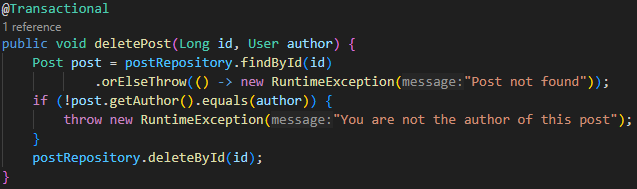 @Transactional
1 reference
public void deletePost(Long id, User author) {
    Post post = postRepository.findById(id)
            .orElseThrow(() -> new RuntimeException(message:"Post not found"));
    if (!post.getAuthor().equals(author)) {
        throw new RuntimeException(message:"You are not the author of this post");
    }
    postRepository.deleteById(id);
}